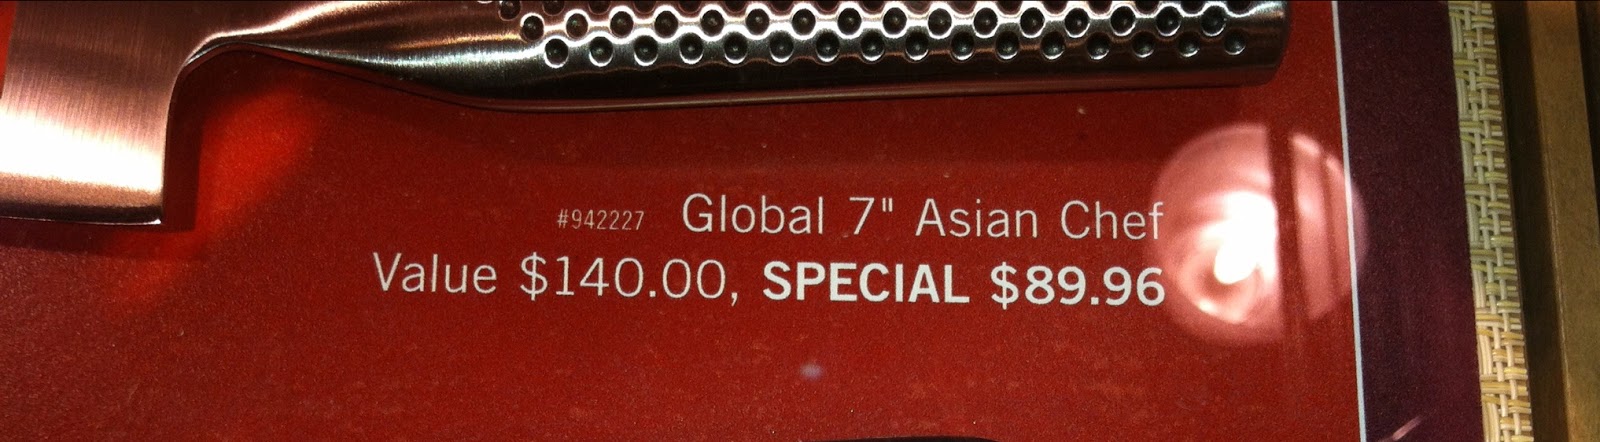 #942227 Global 7" Asian Chef
Value $140.00, SPECIAL $89.96